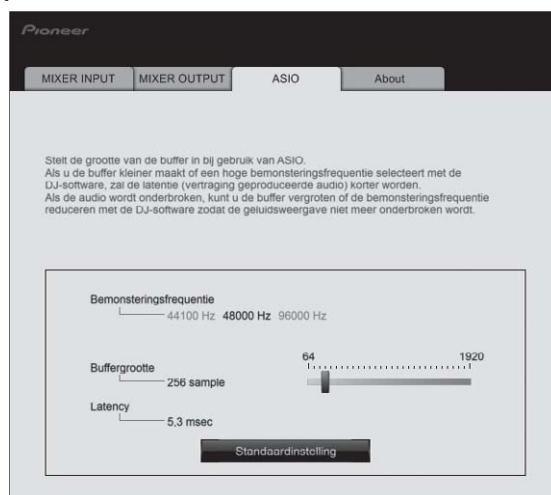 Pioneer
MIXER INPUT MIXER OUTPUT ASIO About
Stelt de grootte van de buffer in bij gebruik van ASIO.
Als u de buffer kleiner maakt of een hoge bemonsteringsfrequentie selecteert met de
DJ-software, zal de latentie (vertraging geproduceerde audio) korter worden.
Als de audio wordt onderbroken, kunt u de buffer vergroten of de bemonsteringsfrequentie
reduceren met de DJ-software zodat de geluidsweergave niet meer onderbroken wordt.
Bemonsteringsfrequentie
44100 Hz 48000 Hz 96000 Hz
64 1920
Buffergrootte
256 sample
Latency
5,3 msec
Standaardinstelling